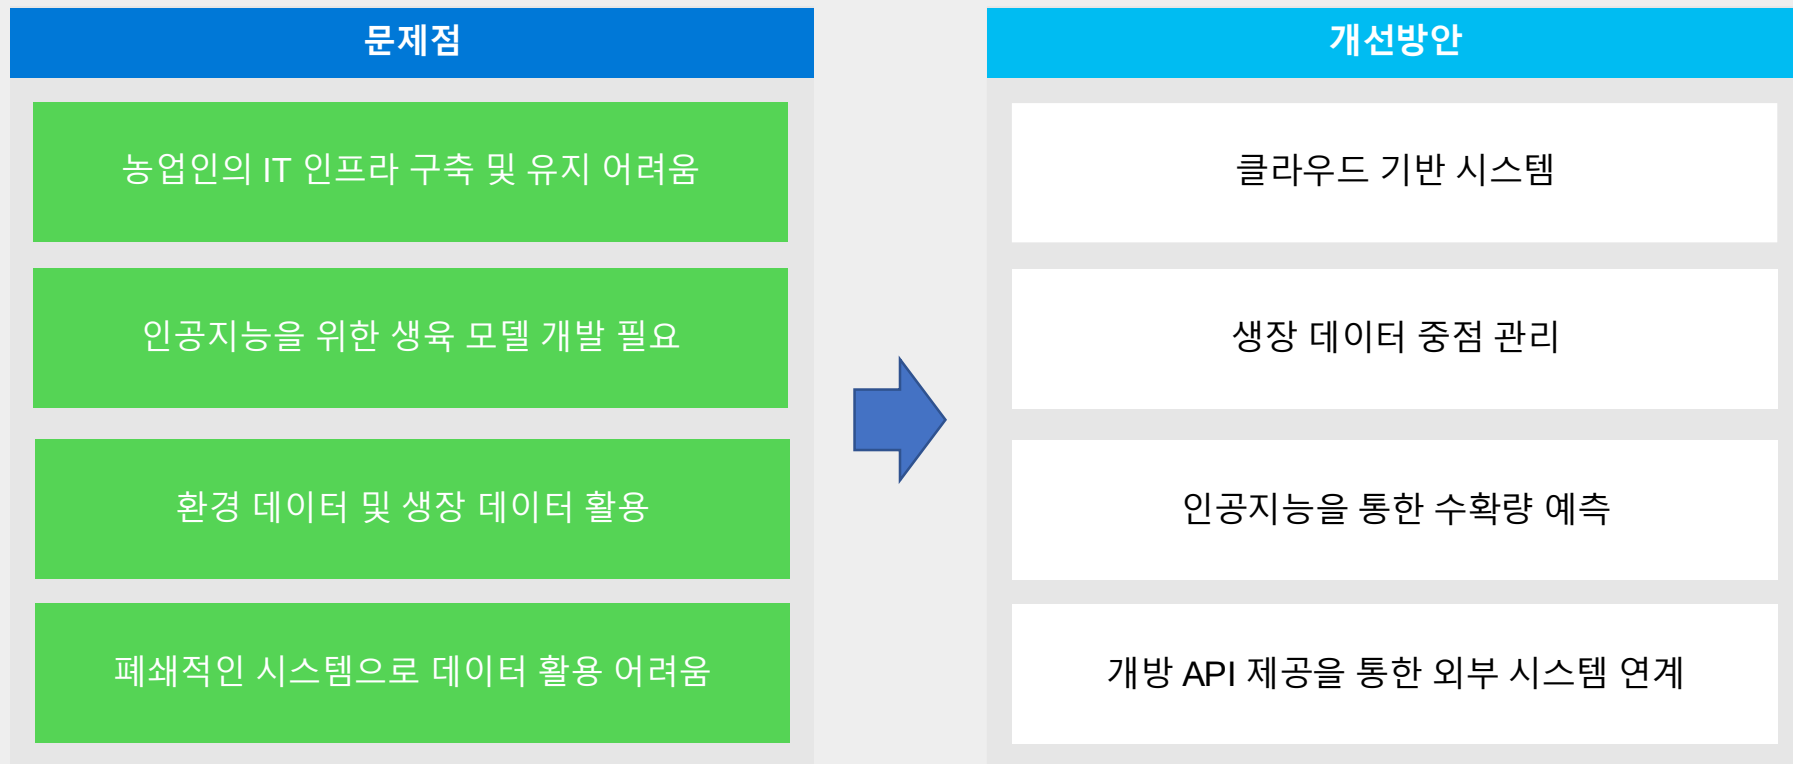 문제점
농업인의 IT 인프라 구축 및 유지 어려움
인공지능을 위한 생육 모델 개발 필요
환경 데이터 및 생장 데이터 활용
폐쇄적인 시스템으로 데이터 활용 어려움
개선방안
클라우드 기반 시스템
생장 데이터 중점 관리
인공지능을 통한 수확량 예측
개방 API 제공을 통한 외부 시스템 연계